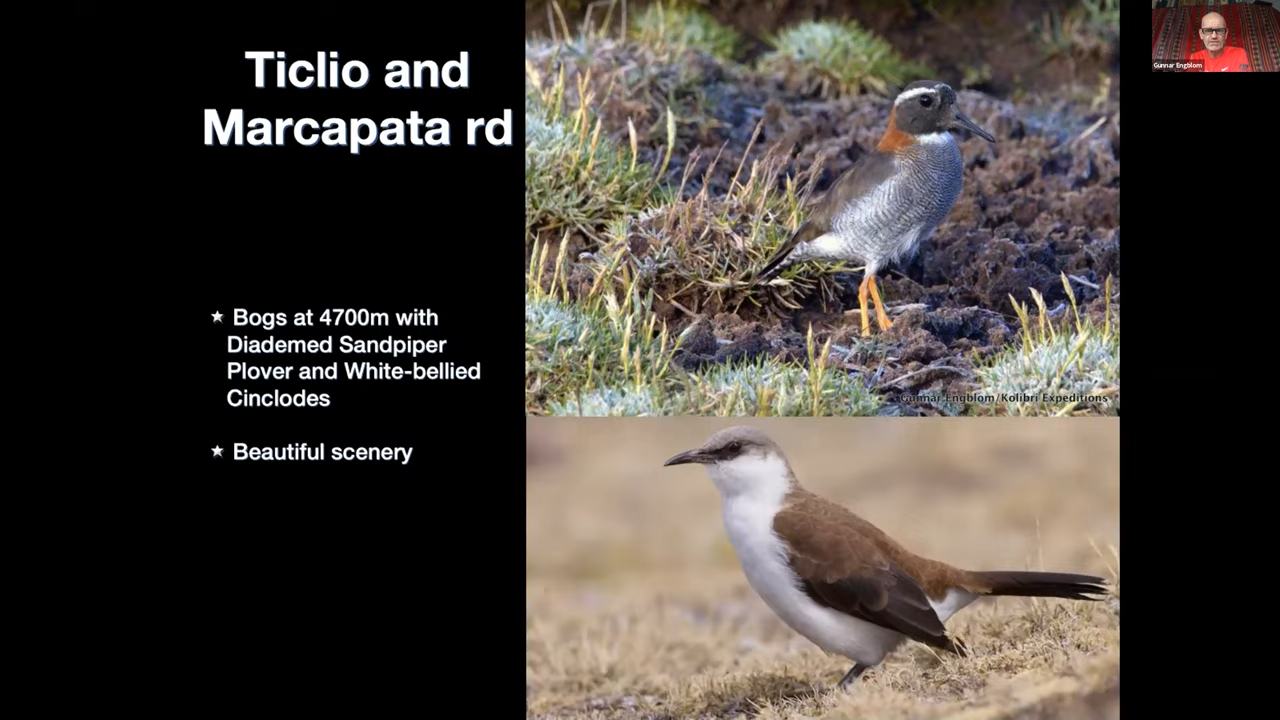 Ticlio and
Marcapata rd
★ Bogs at 4700m with
Diademed Sandpiper
Plover and White-bellied
Cinclodes
★ Beautiful scenery
Gunnar Engblom/Kolibri Expeditions
Gunnar Engblom